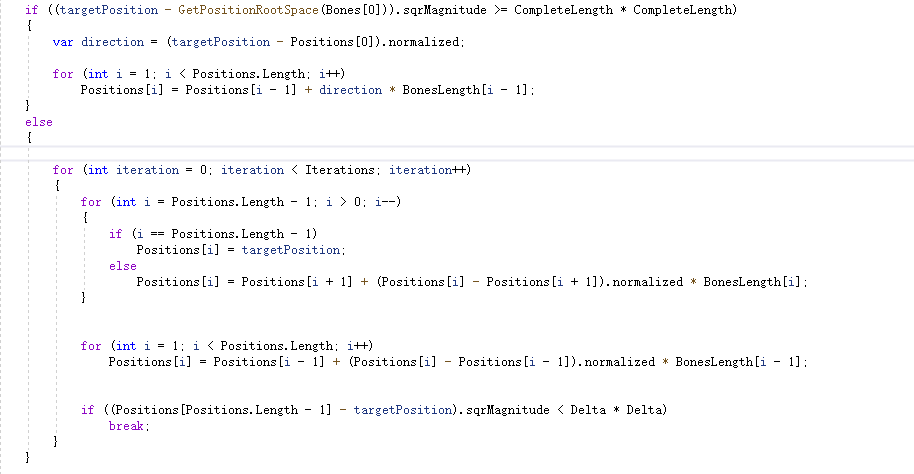 if ((targetPosition - GetPositionRootSpace(Bones[0])).sqrMagnitude >= CompleteLength * CompleteLength)
{
var direction = (targetPosition - Positions[0]).normalized;
for (int i = 1; i < Positions.Length; i++)
Positions[i] = Positions[i - 1] + direction * BonesLength[i - 1];
}
else
{
for (int iteration = 0; iteration < Iterations; iteration++)
{
for (int i = Positions.Length - 1; i > 0; i--)
{
if (i == Positions.Length - 1)
Positions[i] = targetPosition;
else
Positions[i] = Positions[i + 1] + (Positions[i] - Positions[i + 1]).normalized * BonesLength[i];
}
for (int i = 1; i < Positions.Length; i++)
Positions[i] = Positions[i - 1] + (Positions[i] - Positions[i - 1]).normalized * BonesLength[i - 1];
if ((Positions[Positions.Length - 1] - targetPosition).sqrMagnitude < Delta * Delta)
break;
}
}